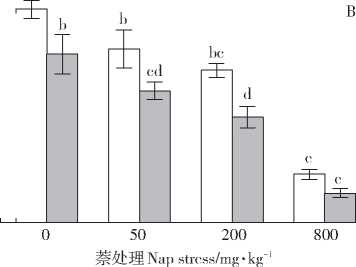 B
b b bc
cd d
c c
0 50 200 800
萘处理 Nap stress/mg·kg⁻¹